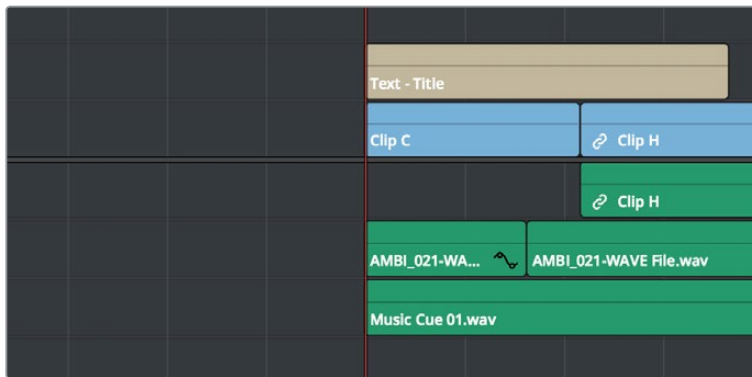 Text - Title
Clip C
Clip H
Clip H
AMBI_021-WA...
AMBI_021-WAVE File.wav
Music Cue 01.wav